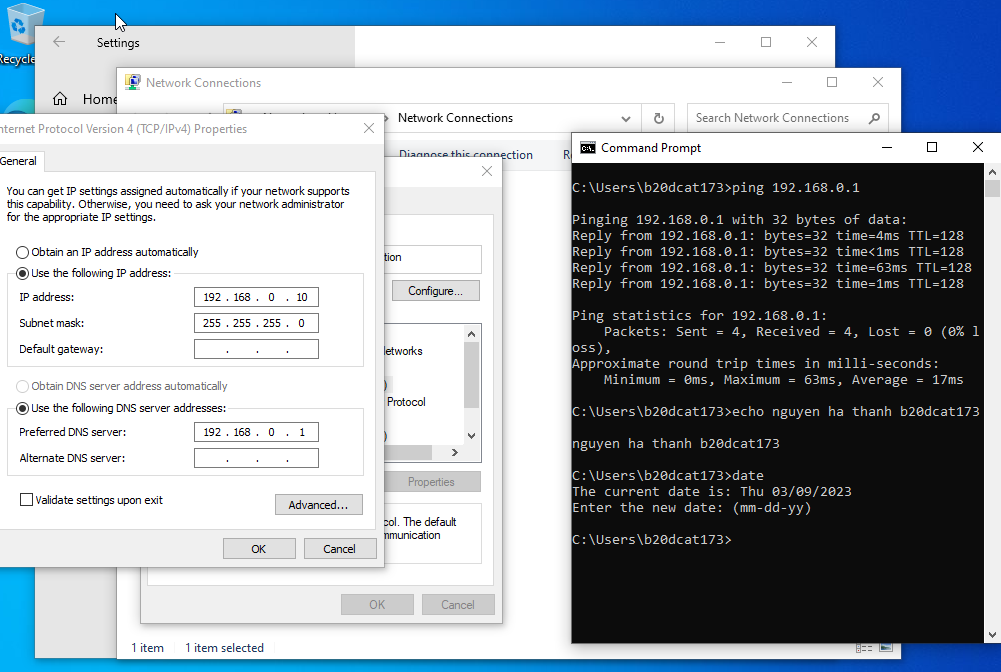 Recycle
Settings
Home
Network Connections
Network Connections
Search Network Connections
Diagnose this connection
nternet Protocol Version 4 (TCP/IPv4) Properties
General
You can get IP settings assigned automatically if your network supports
this capability. Otherwise, you need to ask your network administrator
for the appropriate IP settings.
Obtain an IP address automatically
Use the following IP address:
IP address: 192 . 168 . 0 . 10
Subnet mask: 255 . 255 . 255 . 0
Default gateway: . . .
Obtain DNS server address automatically
Use the following DNS server addresses:
Preferred DNS server: 192 . 168 . 0 . 1
Alternate DNS server: . . .
Validate settings upon exit
Advanced...
OK Cancel
tion
Configure...
etworks
)
Protocol
)
Properties
col. The default
mmunication
OK Cancel
1 item 1 item selected
Command Prompt
C:\Users\b20dcat173>ping 192.168.0.1
Pinging 192.168.0.1 with 32 bytes of data:
Reply from 192.168.0.1: bytes=32 time=4ms TTL=128
Reply from 192.168.0.1: bytes=32 time<1ms TTL=128
Reply from 192.168.0.1: bytes=32 time=63ms TTL=128
Reply from 192.168.0.1: bytes=32 time=1ms TTL=128
Ping statistics for 192.168.0.1:
Packets: Sent = 4, Received = 4, Lost = 0 (0% l
oss),
Approximate round trip times in milli-seconds:
Minimum = 0ms, Maximum = 63ms, Average = 17ms
C:\Users\b20dcat173>echo nguyen ha thanh b20dcat173
nguyen ha thanh b20dcat173
C:\Users\b20dcat173>date
The current date is: Thu 03/09/2023
Enter the new date: (mm-dd-yy)
C:\Users\b20dcat173>